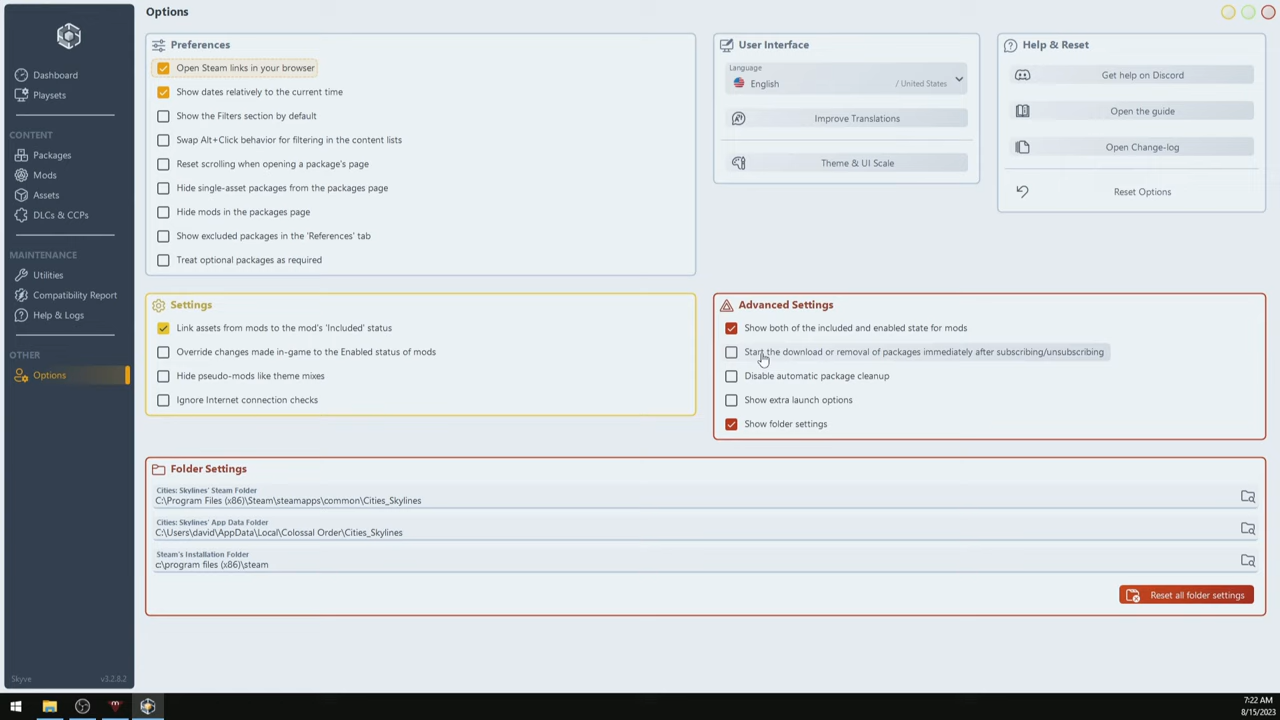 Options
Dashboard
Playsets
CONTENT
Packages
Mods
Assets
DLCs & CCPs
MAINTENANCE
Utilities
Compatibility Report
Help & Logs
OTHER
Options
Skyve
v3.2.8.2
Preferences
Open Steam links in your browser
Show dates relatively to the current time
Show the Filters section by default
Swap Alt+Click behavior for filtering in the content lists
Reset scrolling when opening a package's page
Hide single-asset packages from the packages page
Hide mods in the packages page
Show excluded packages in the 'References' tab
Treat optional packages as required
User Interface
Language
English / United States
Improve Translations
Theme & UI Scale
Help & Reset
Get help on Discord
Open the guide
Open Change-log
Reset Options
Settings
Link assets from mods to the mod's 'Included' status
Override changes made in-game to the Enabled status of mods
Hide pseudo-mods like theme mixes
Ignore Internet connection checks
Advanced Settings
Show both of the included and enabled state for mods
Start the download or removal of packages immediately after subscribing/unsubscribing
Disable automatic package cleanup
Show extra launch options
Show folder settings
Folder Settings
Cities: Skylines' Steam Folder
C:\Program Files (x86)\Steam\steamapps\common\Cities_Skylines
Cities: Skylines' App Data Folder
C:\Users\david\AppData\Local\Colossal Order\Cities_Skylines
Steam's Installation Folder
c:\program files (x86)\steam
Reset all folder settings
7:22 AM
8/15/2023